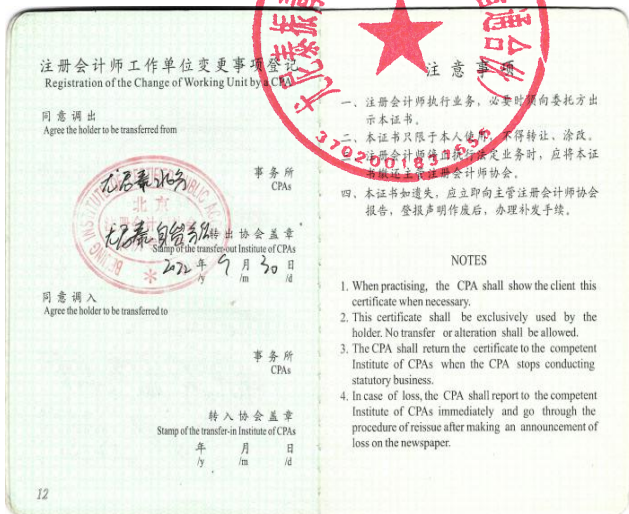 注册会计师工作单位变更事项登记
Registration of the Change of Working Unit by a CPA
同意调出
Agree the holder to be transferred from
事务所
CPAs
北京
转出协会盖章
Stamp of the transfer-out Institute of CPAs
2022 年 9 月 30 日
/y /m /d
同意调入
Agree the holder to be transferred to
事务所
CPAs
转入协会盖章
Stamp of the transfer-in Institute of CPAs
年 月 日
/y /m /d
12
注意事项
一、注册会计师执行业务，必要时须向委托方出
示本证书。
二、本证书只限于本人使用，不得转让、涂改。
三、注册会计师停止执行法定业务时，应将本证
书缴还主管注册会计师协会。
四、本证书如遗失，应立即向主管注册会计师协会
报告，登报声明作废后，办理补发手续。
NOTES
1. When practising, the CPA shall show the client this
certificate when necessary.
2. This certificate shall be exclusively used by the
holder. No transfer or alteration shall be allowed.
3. The CPA shall return the certificate to the competent
Institute of CPAs when the CPA stops conducting
statutory business.
4. In case of loss, the CPA shall report to the competent
Institute of CPAs immediately and go through the
procedure of reissue after making an announcement of
loss on the newspaper.